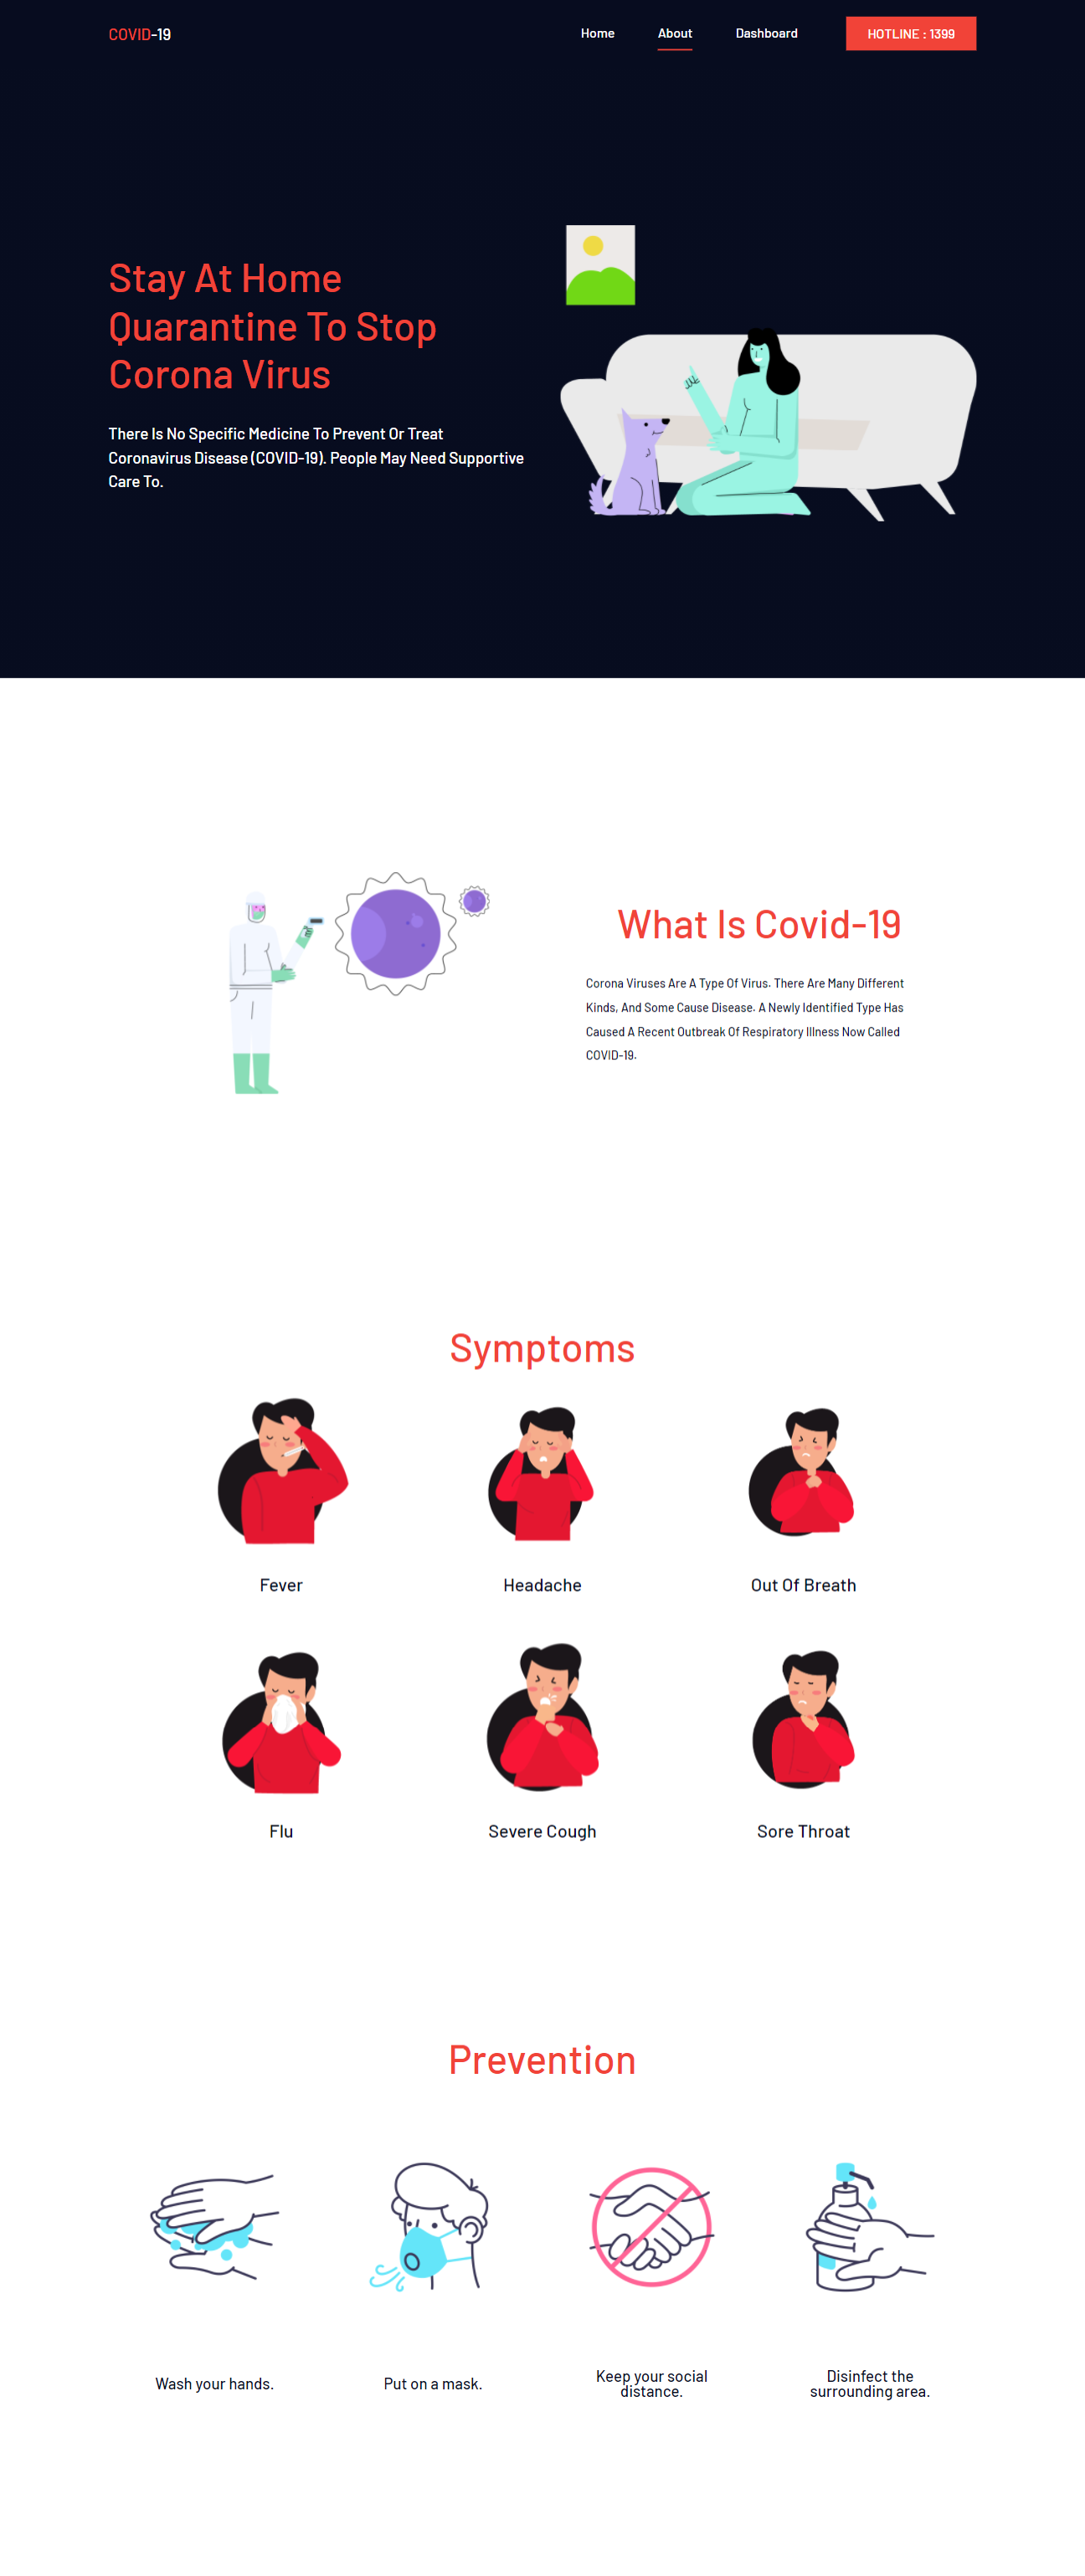 COVID-19
Home About Dashboard HOTLINE : 1399
Stay At Home
Quarantine To Stop
Corona Virus
There Is No Specific Medicine To Prevent Or Treat
Coronavirus Disease (COVID-19). People May Need Supportive
Care To.
What Is Covid-19
Corona Viruses Are A Type Of Virus. There Are Many Different
Kinds, And Some Cause Disease. A Newly Identified Type Has
Caused A Recent Outbreak Of Respiratory Illness Now Called
COVID-19.
Symptoms
Fever
Headache
Out Of Breath
Flu
Severe Cough
Sore Throat
Prevention
Wash your hands.
Put on a mask.
Keep your social
distance.
Disinfect the
surrounding area.